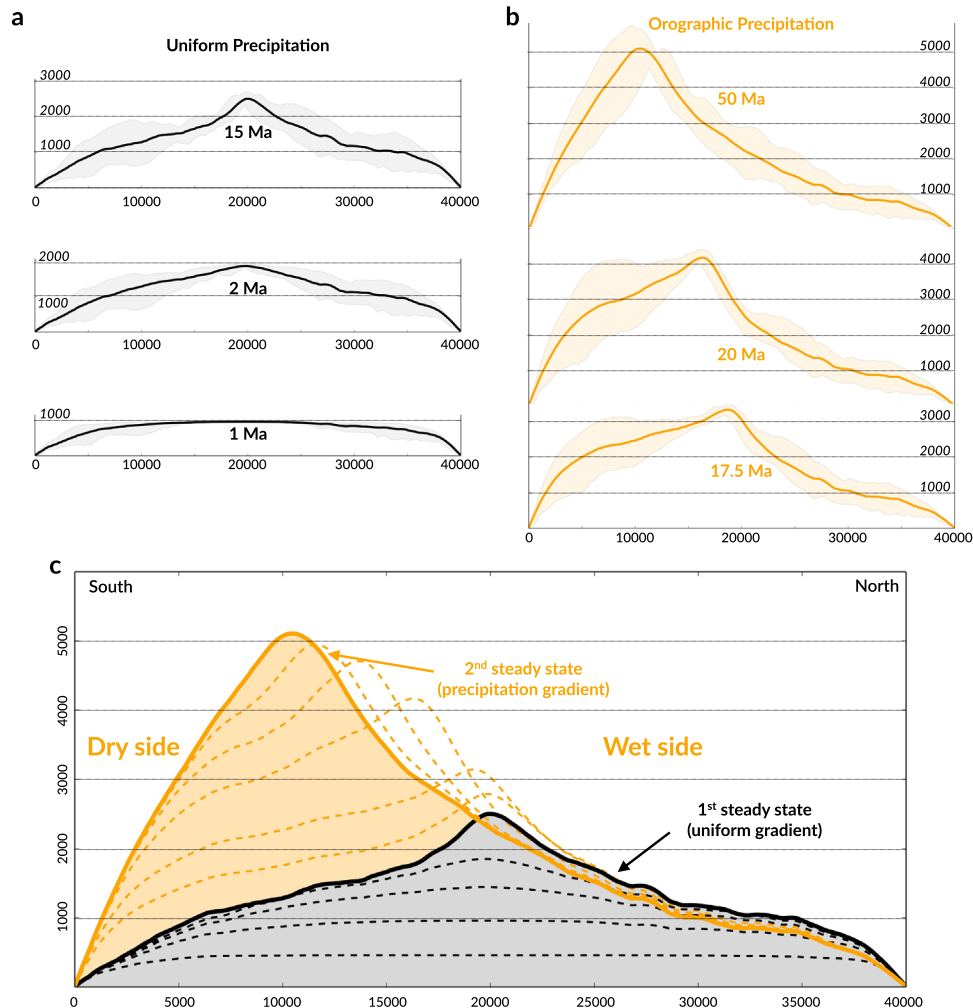 a
Uniform Precipitation
3000
2000
1000
15 Ma
0 10000 20000 30000 40000
2000
1000
2 Ma
0 10000 20000 30000 40000
1000
1 Ma
0 10000 20000 30000 40000
b
Orographic Precipitation
5000
4000
3000
2000
1000
50 Ma
4000
3000
2000
1000
20 Ma
3000
2000
1000
17.5 Ma
0 10000 20000 30000 40000
c
South
North
5000
4000
3000
2000
1000
2nd steady state
(precipitation gradient)
Dry side
Wet side
1st steady state
(uniform gradient)
0 5000 10000 15000 20000 25000 30000 35000 40000